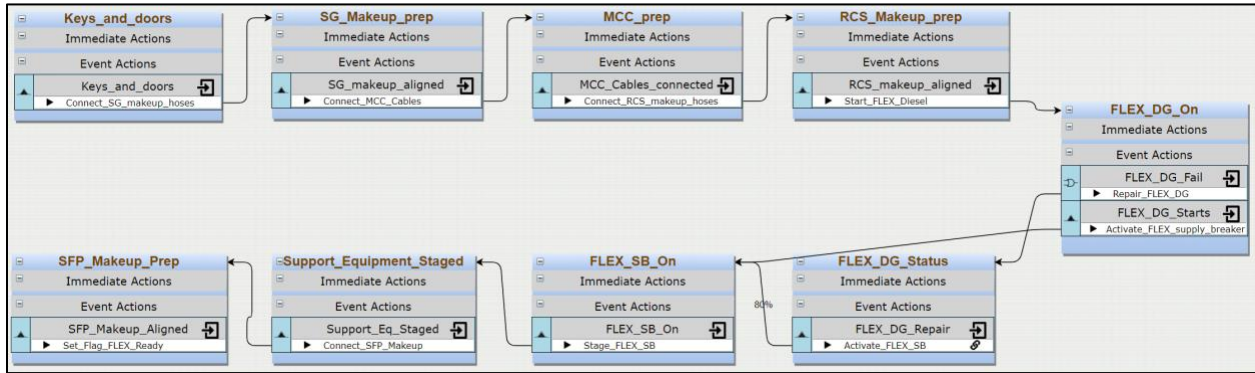 Keys_and_doors
Immediate Actions
Event Actions
Keys_and_doors
Connect_SG_makeup_hoses
SG_Makeup_prep
Immediate Actions
Event Actions
SG_makeup_aligned
Connect_MCC_Cables
MCC_prep
Immediate Actions
Event Actions
MCC_Cables_connected
Connect_RCS_makeup_hoses
RCS_Makeup_prep
Immediate Actions
Event Actions
RCS_makeup_aligned
Start_FLEX_Diesel
FLEX_DG_On
Immediate Actions
Event Actions
FLEX_DG_Fail
Repair_FLEX_DG
FLEX_DG_Starts
Activate_FLEX_supply_breaker
SFP_Makeup_Prep
Immediate Actions
Event Actions
SFP_Makeup_Aligned
Set_Flag_FLEX_Ready
Support_Equipment_Staged
Immediate Actions
Event Actions
Support_Eq_Staged
Connect_SFP_Makeup
FLEX_SB_On
Immediate Actions
Event Actions
FLEX_SB_On
Stage_FLEX_SB
80%
FLEX_DG_Status
Immediate Actions
Event Actions
FLEX_DG_Repair
Activate_FLEX_SB